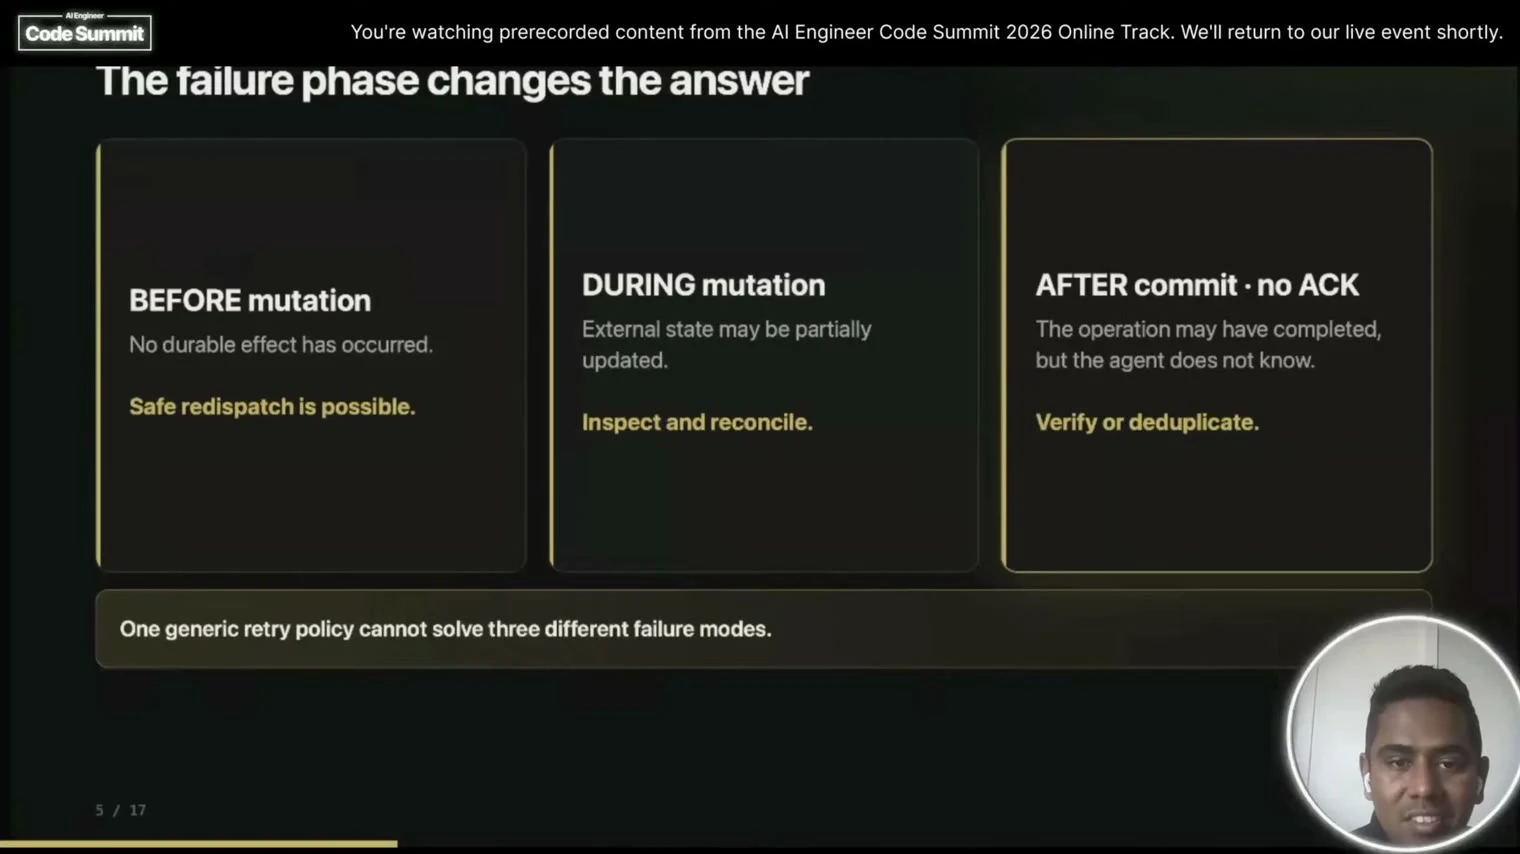 AI Engineer
Code Summit
You're watching prerecorded content from the AI Engineer Code Summit 2026 Online Track. We'll return to our live event shortly.
The failure phase changes the answer
BEFORE mutation
No durable effect has occurred.
Safe redispatch is possible.
DURING mutation
External state may be partially
updated.
Inspect and reconcile.
AFTER commit · no ACK
The operation may have completed,
but the agent does not know.
Verify or deduplicate.
One generic retry policy cannot solve three different failure modes.
5 / 17